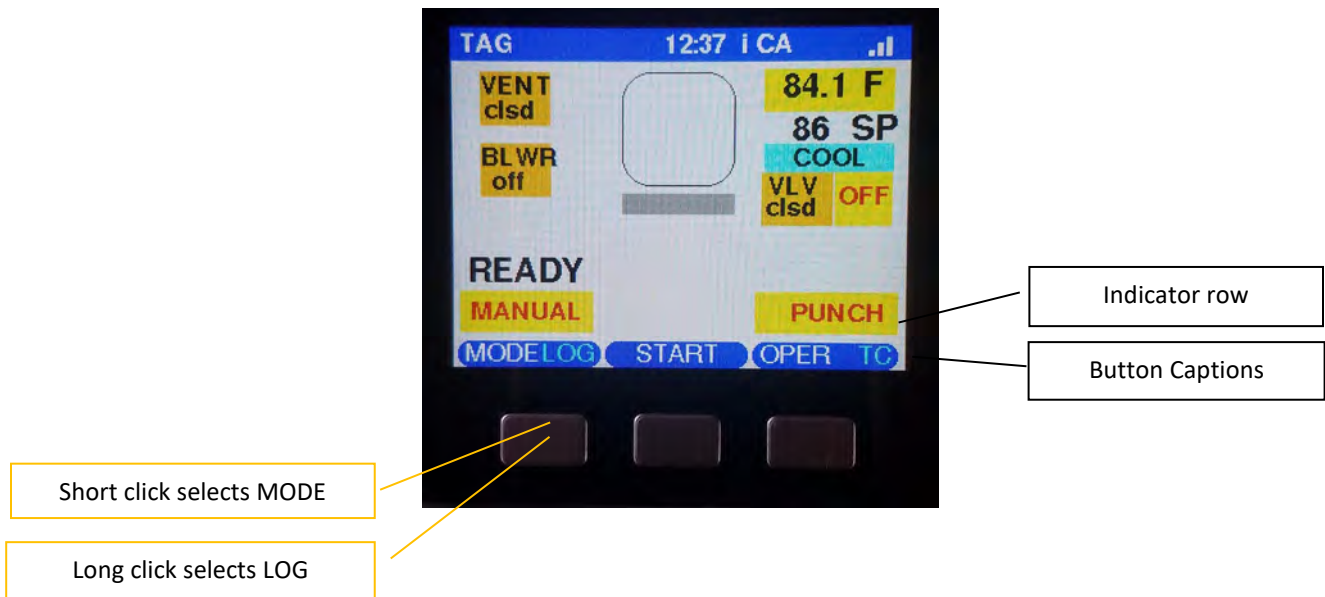 TAG 12:37 i CA
VENT
clsd
84.1 F
86 SP
COOL
BLWR
off
VLV
clsd
OFF
READY
MANUAL
PUNCH
MODE LOG START OPER TC
Indicator row
Button Captions
Short click selects MODE
Long click selects LOG